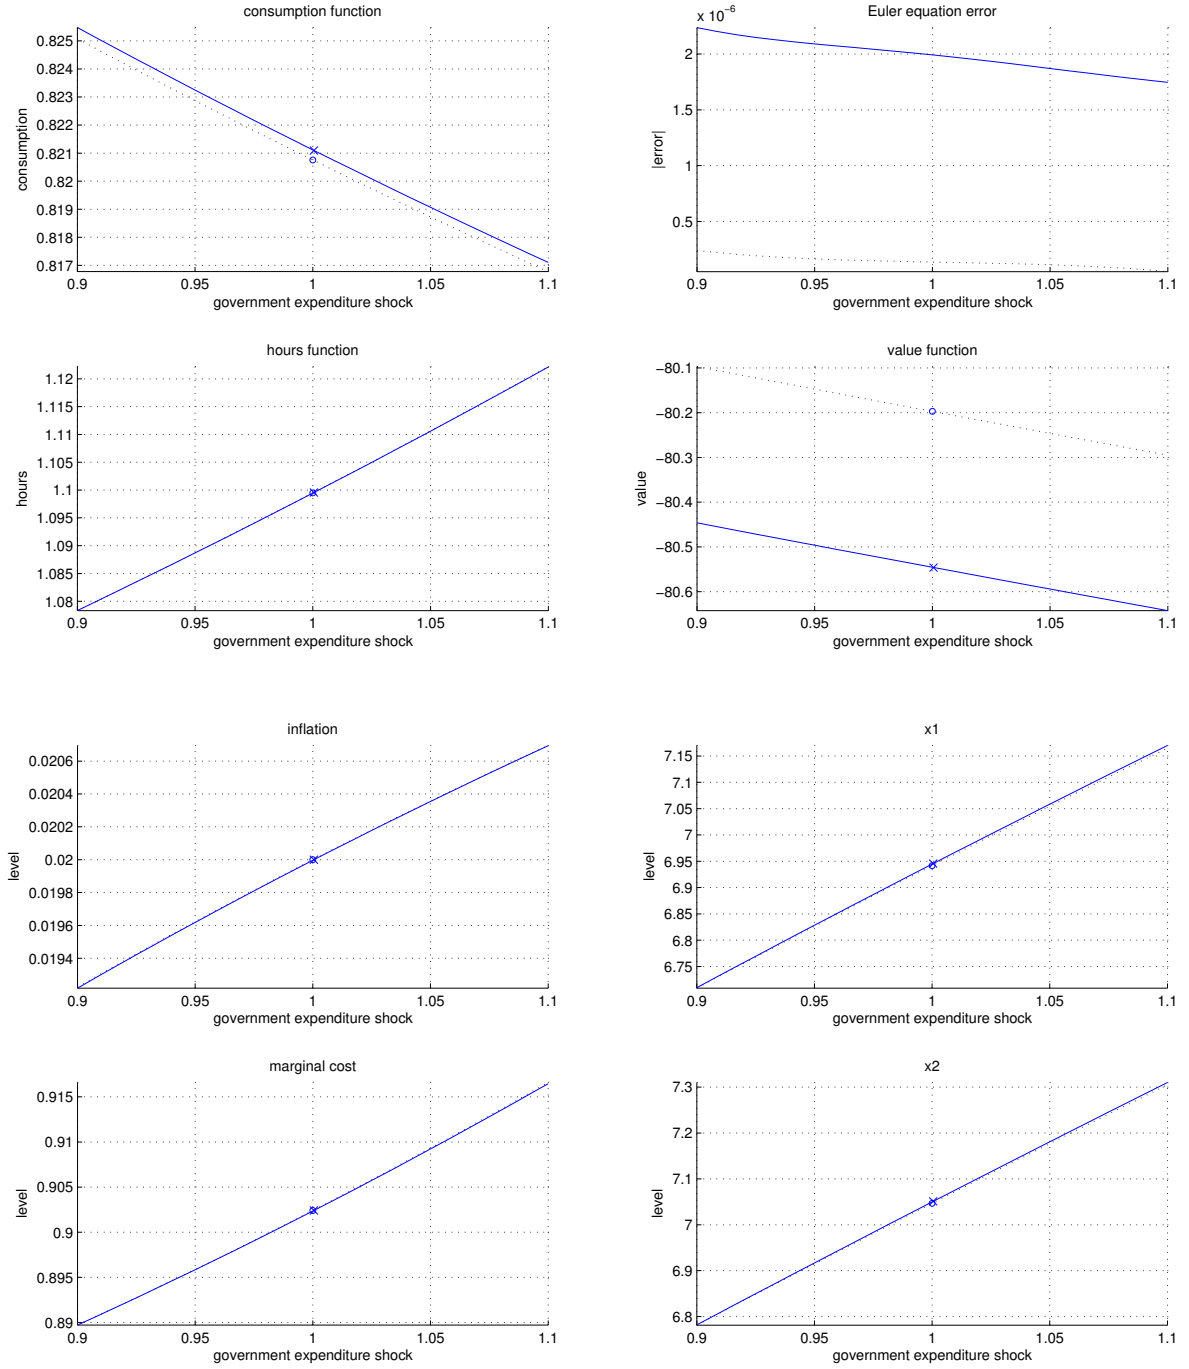 consumption function
0.825
0.824
0.823
0.822
0.821
0.82
0.819
0.818
0.817
consumption
0.9 0.95 1 1.05 1.1
government expenditure shock
Euler equation error
x 10−6
2
1.5
1
0.5
|error|
0.9 0.95 1 1.05 1.1
government expenditure shock
hours function
1.12
1.115
1.11
1.105
1.1
1.095
1.09
1.085
1.08
hours
0.9 0.95 1 1.05 1.1
government expenditure shock
value function
−80.1
−80.2
−80.3
−80.4
−80.5
−80.6
value
0.9 0.95 1 1.05 1.1
government expenditure shock
inflation
0.0206
0.0204
0.0202
0.02
0.0198
0.0196
0.0194
level
0.9 0.95 1 1.05 1.1
government expenditure shock
x1
7.15
7.1
7.05
7
6.95
6.9
6.85
6.8
6.75
level
0.9 0.95 1 1.05 1.1
government expenditure shock
marginal cost
0.915
0.91
0.905
0.9
0.895
0.89
level
0.9 0.95 1 1.05 1.1
government expenditure shock
x2
7.3
7.2
7.1
7
6.9
6.8
level
0.9 0.95 1 1.05 1.1
government expenditure shock